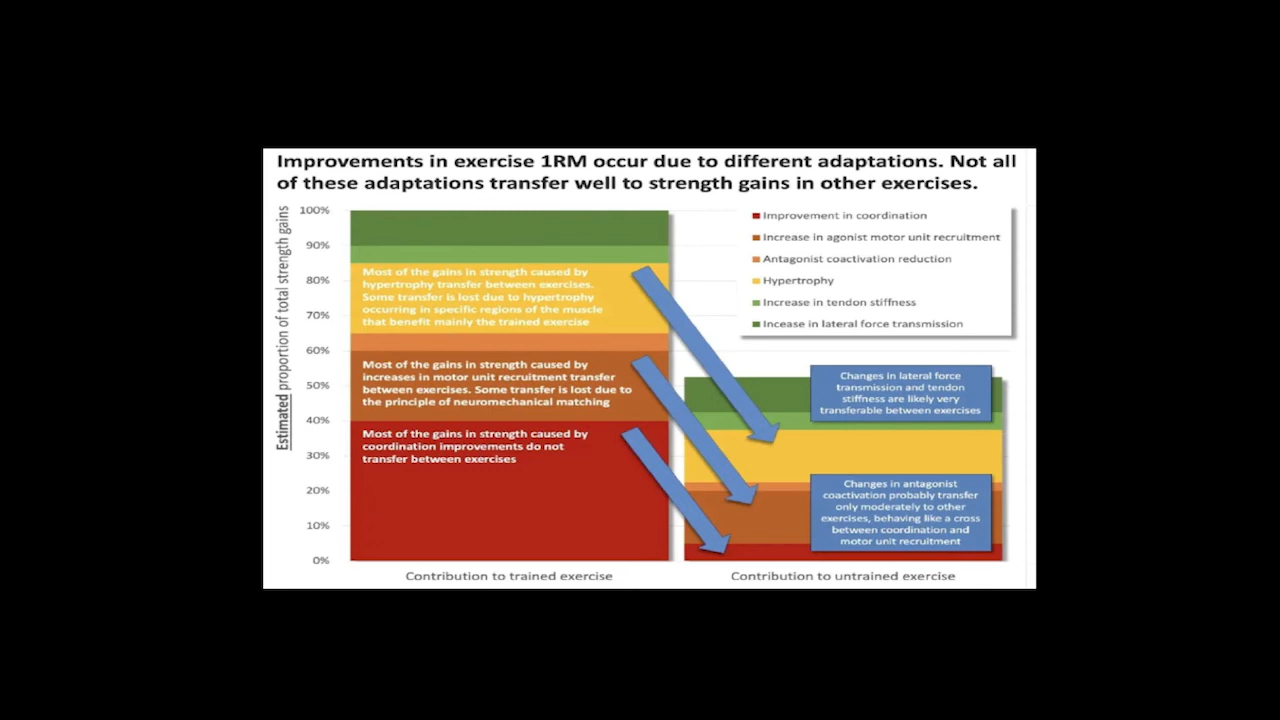 Improvements in exercise 1RM occur due to different adaptations. Not all
of these adaptations transfer well to strength gains in other exercises.
Estimated proportion of total strength gains
100%
90%
80%
70%
60%
50%
40%
30%
20%
10%
0%
Most of the gains in strength caused by
hypertrophy transfer between exercises.
Some transfer is lost due to hypertrophy
occurring in specific regions of the muscle
that benefit mainly the trained exercise
Most of the gains in strength caused by
increases in motor unit recruitment transfer
between exercises. Some transfer is lost due to
the principle of neuromechanical matching
Most of the gains in strength caused by
coordination improvements do not
transfer between exercises
Improvement in coordination
Increase in agonist motor unit recruitment
Antagonist coactivation reduction
Hypertrophy
Increase in tendon stiffness
Incease in lateral force transmission
Changes in lateral force
transmission and tendon
stiffness are likely very
transferable between exercises
Changes in antagonist
coactivation probably transfer
only moderately to other
exercises, behaving like a cross
between coordination and
motor unit recruitment
Contribution to trained exercise
Contribution to untrained exercise